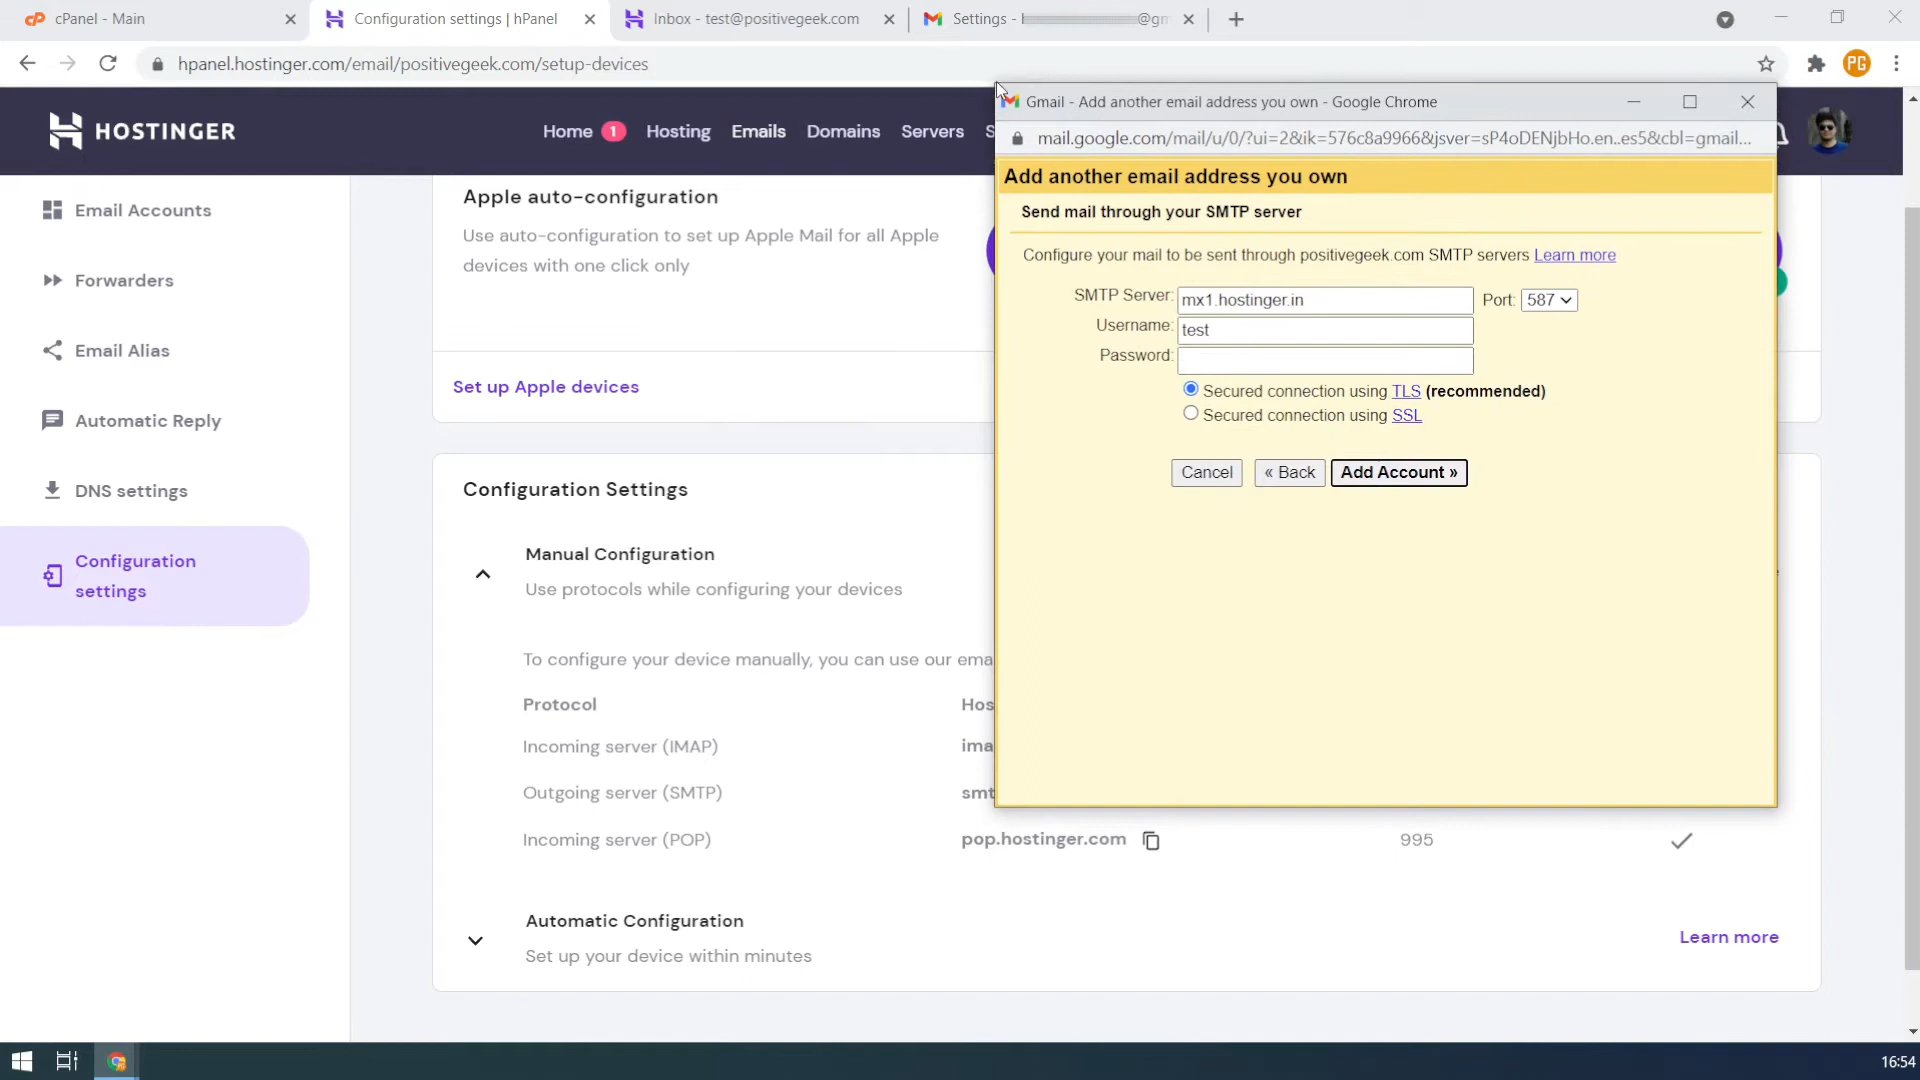 cPanel - Main
Configuration settings | hPanel
Inbox - test@positivegeek.com
Settings -
@gm
hpanel.hostinger.com/email/positivegeek.com/setup-devices
PG
HOSTINGER
Home 1 Hosting Emails Domains Servers S
Email Accounts
Forwarders
Email Alias
Automatic Reply
DNS settings
Configuration
settings
Apple auto-configuration
Use auto-configuration to set up Apple Mail for all Apple
devices with one click only
Set up Apple devices
Configuration Settings
Manual Configuration
Use protocols while configuring your devices
To configure your device manually, you can use our ema
Protocol
Hos
Incoming server (IMAP)
ima
Outgoing server (SMTP)
smt
Incoming server (POP)
pop.hostinger.com
995
Automatic Configuration
Set up your device within minutes
Learn more
Gmail - Add another email address you own - Google Chrome
mail.google.com/mail/u/0/?ui=2&ik=576c8a9966&jsver=sP4oDENjbHo.en..es5&cbl=gmail...
Add another email address you own
Send mail through your SMTP server
Configure your mail to be sent through positivegeek.com SMTP servers Learn more
SMTP Server: mx1.hostinger.in Port: 587
Username: test
Password:
Secured connection using TLS (recommended)
Secured connection using SSL
Cancel
« Back
Add Account »
16:54